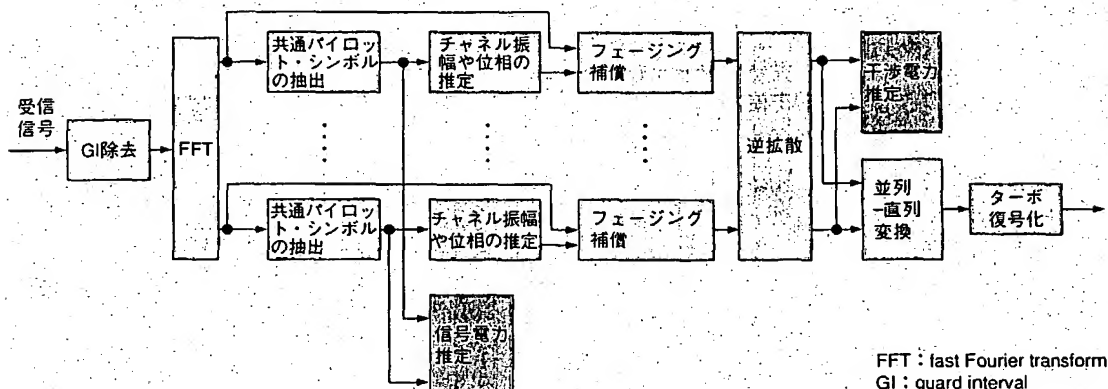 共通パイロッ
ト・シンボル
の抽出
チャネル振
幅や位相の
推定
フェージング
補償
干渉電力
推定
受信
信号
GI除去
FFT
逆拡散
並列
-直列
変換
ターボ
復号化
共通パイロッ
ト・シンボル
の抽出
チャネル振幅
や位相の推定
フェージング
補償
信号電力
推定
FFT：fast Fourier transform
GI：guard interval